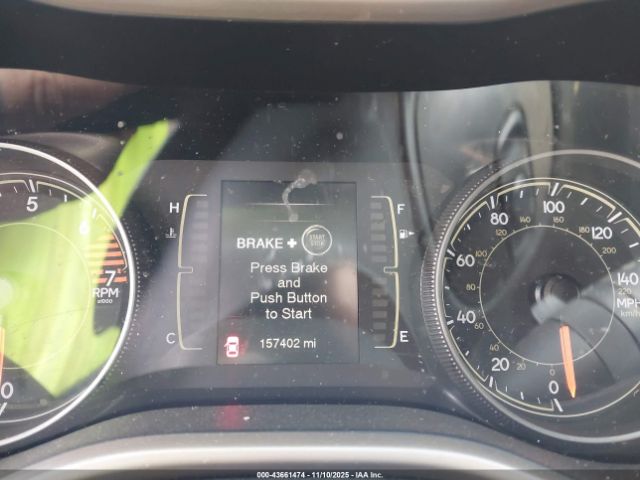 H
F
5
6
7
RPM
x1000
0
C
E
BRAKE + START STOP
Press Brake
and
Push Button
to Start
157402 mi
0
20
40
60
80
100
120
140
220
MPH
km/h
20
40
60
80
100
120
140
160
180
200
000-43661474 — 11/10/2025 — IAA Inc.